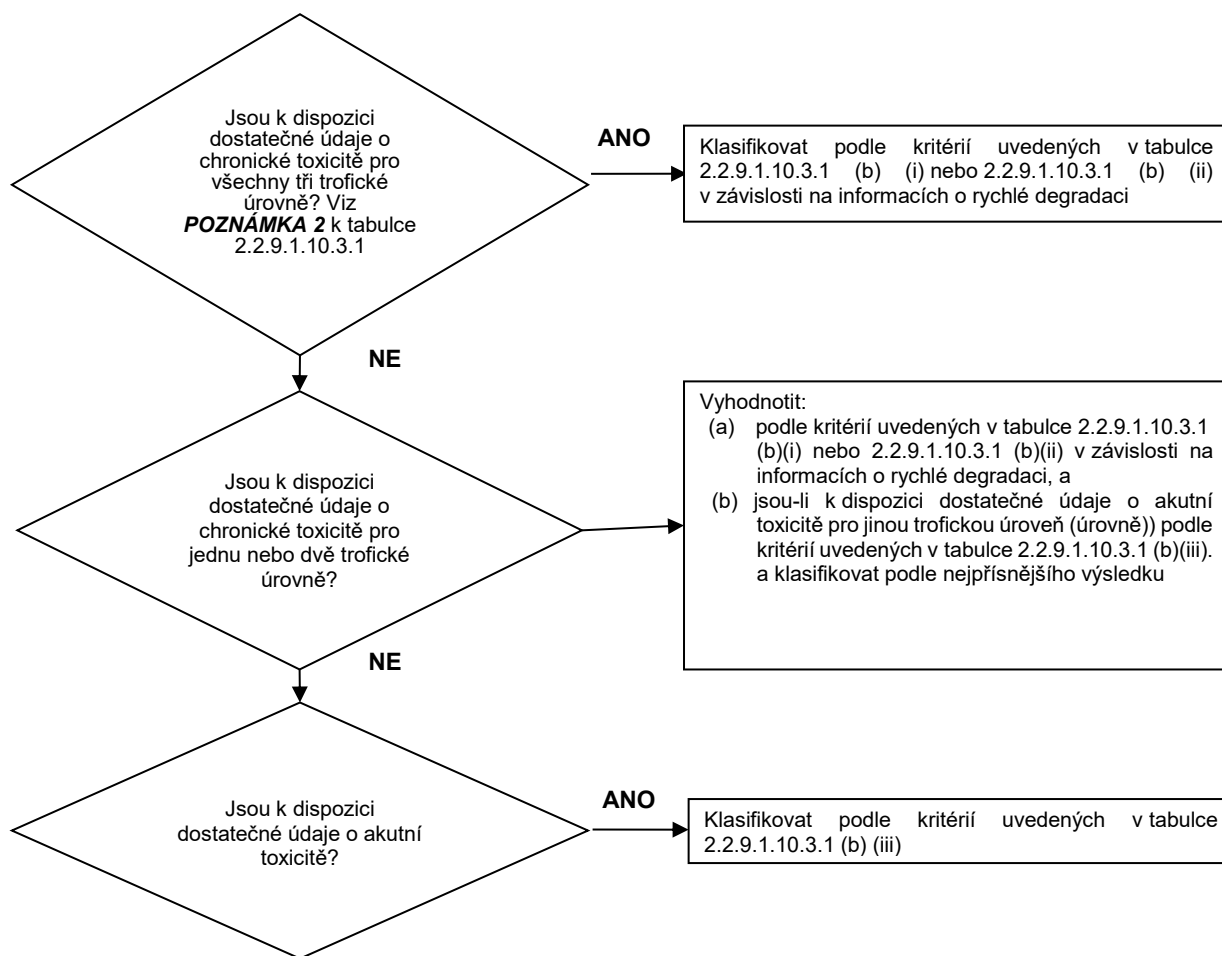 Jsou k dispozici
dostatečné údaje o
chronické toxicitě pro
všechny tři trofické
úrovně? Viz
POZNÁMKA 2 k tabulce
2.2.9.1.10.3.1
ANO
Klasifikovat podle kritérií uvedených v tabulce
2.2.9.1.10.3.1 (b) (i) nebo 2.2.9.1.10.3.1 (b) (ii)
v závislosti na informacích o rychlé degradaci
NE
Jsou k dispozici
dostatečné údaje o
chronické toxicitě pro
jednu nebo dvě trofické
úrovně?
Vyhodnotit:
(a) podle kritérií uvedených v tabulce 2.2.9.1.10.3.1
(b)(i) nebo 2.2.9.1.10.3.1 (b)(ii) v závislosti na
informacích o rychlé degradaci, a
(b) jsou-li k dispozici dostatečné údaje o akutní
toxicitě pro jinou trofickou úroveň (úrovně)) podle
kritérií uvedených v tabulce 2.2.9.1.10.3.1 (b)(iii).
a klasifikovat podle nejpřísnějšího výsledku
NE
Jsou k dispozici
dostatečné údaje o akutní
toxicitě?
ANO
Klasifikovat podle kritérií uvedených v tabulce
2.2.9.1.10.3.1 (b) (iii)